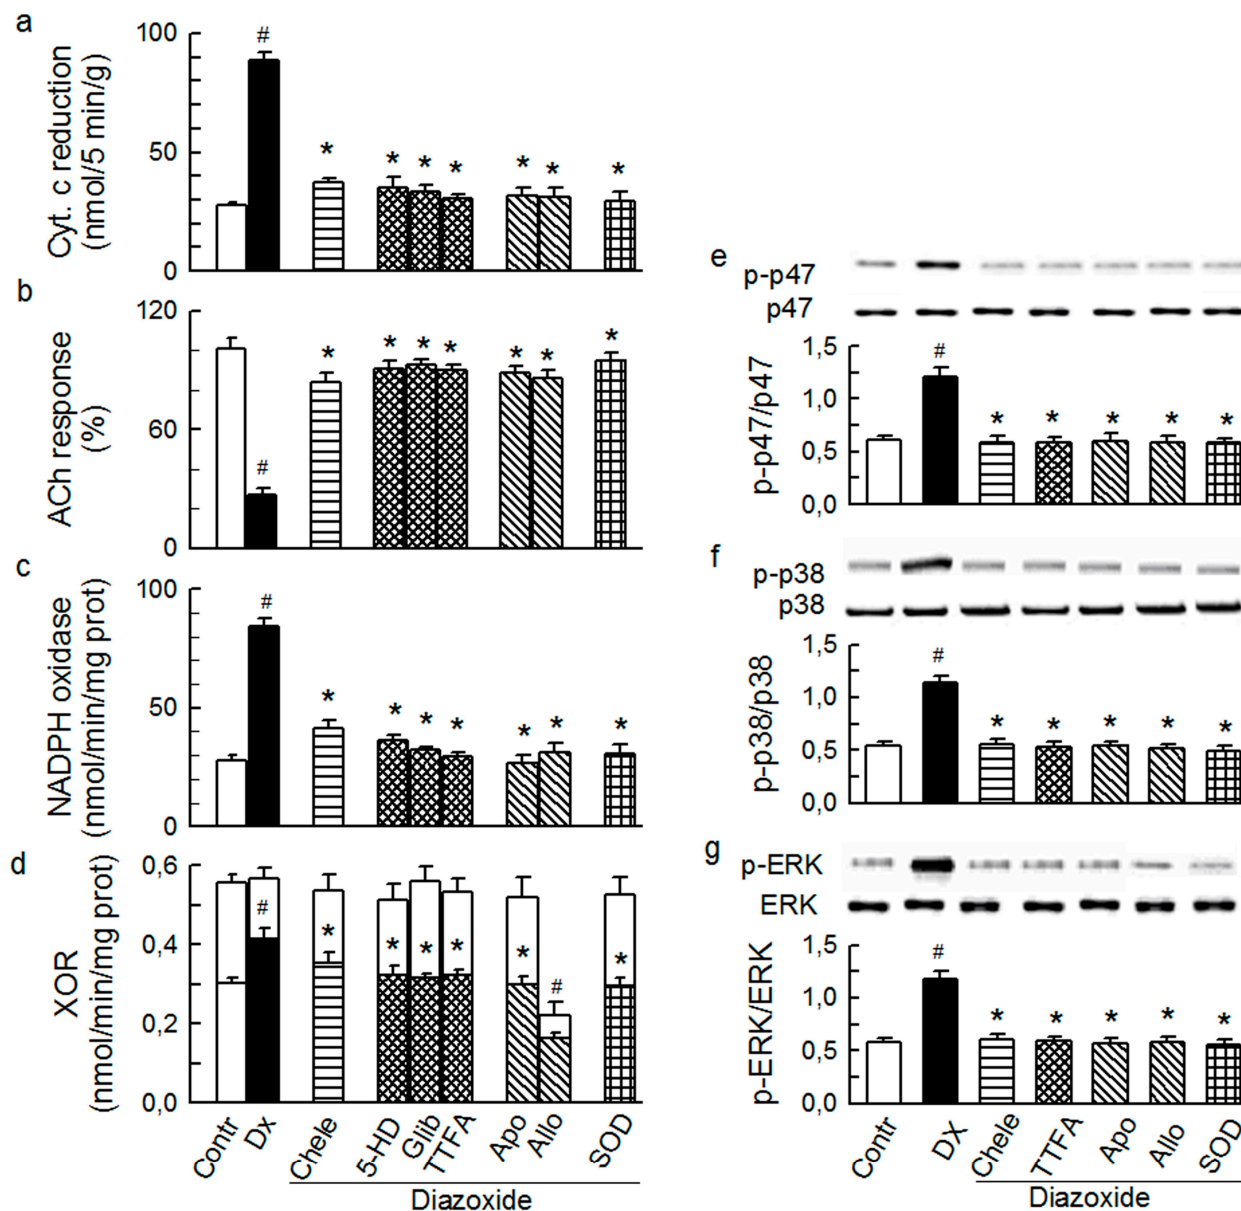 a
Cyt. c reduction
(nmol/5 min/g)
100
50
0
#
* * * * * * *
b
ACh response
(%)
120
60
0
#
* * * * * * *
c
NADPH oxidase
(nmol/min/mg prot)
100
50
0
#
* * * * * * *
d
XOR
(nmol/min/mg prot)
0,6
0,4
0,2
0,0
#
* * * * * # *
Contr Dx Chele 5-HD Glib TTFA Apo Allo SOD
Diazoxide
e
p-p47
p47
p-p47/p47
1,5
1,0
0,5
0,0
#
* * * * *
f
p-p38
p38
p-p38/p38
1,5
1,0
0,5
0,0
#
* * * * *
g
p-ERK
ERK
p-ERK/ERK
1,5
1,0
0,5
0,0
#
* * * * *
Contr DX Chele TTFA Apo Allo SOD
Diazoxide